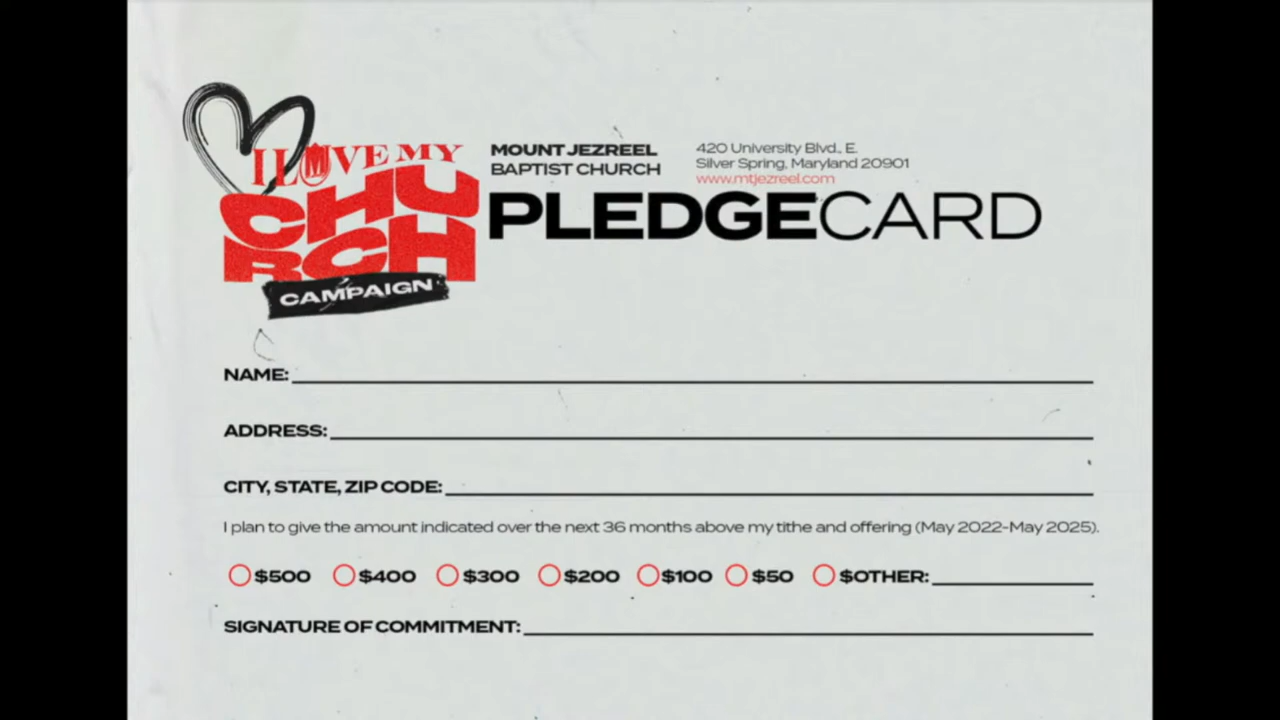 I LOVE MY
CHU
RCH
CAMPAIGN
MOUNT JEZREEL
BAPTIST CHURCH
420 University Blvd., E.
Silver Spring, Maryland 20901
www.mtjezreel.com
PLEDGECARD
NAME:
ADDRESS:
CITY, STATE, ZIP CODE:
I plan to give the amount indicated over the next 36 months above my tithe and offering (May 2022-May 2025).
$500 $400 $300 $200 $100 $50 $OTHER:
SIGNATURE OF COMMITMENT: